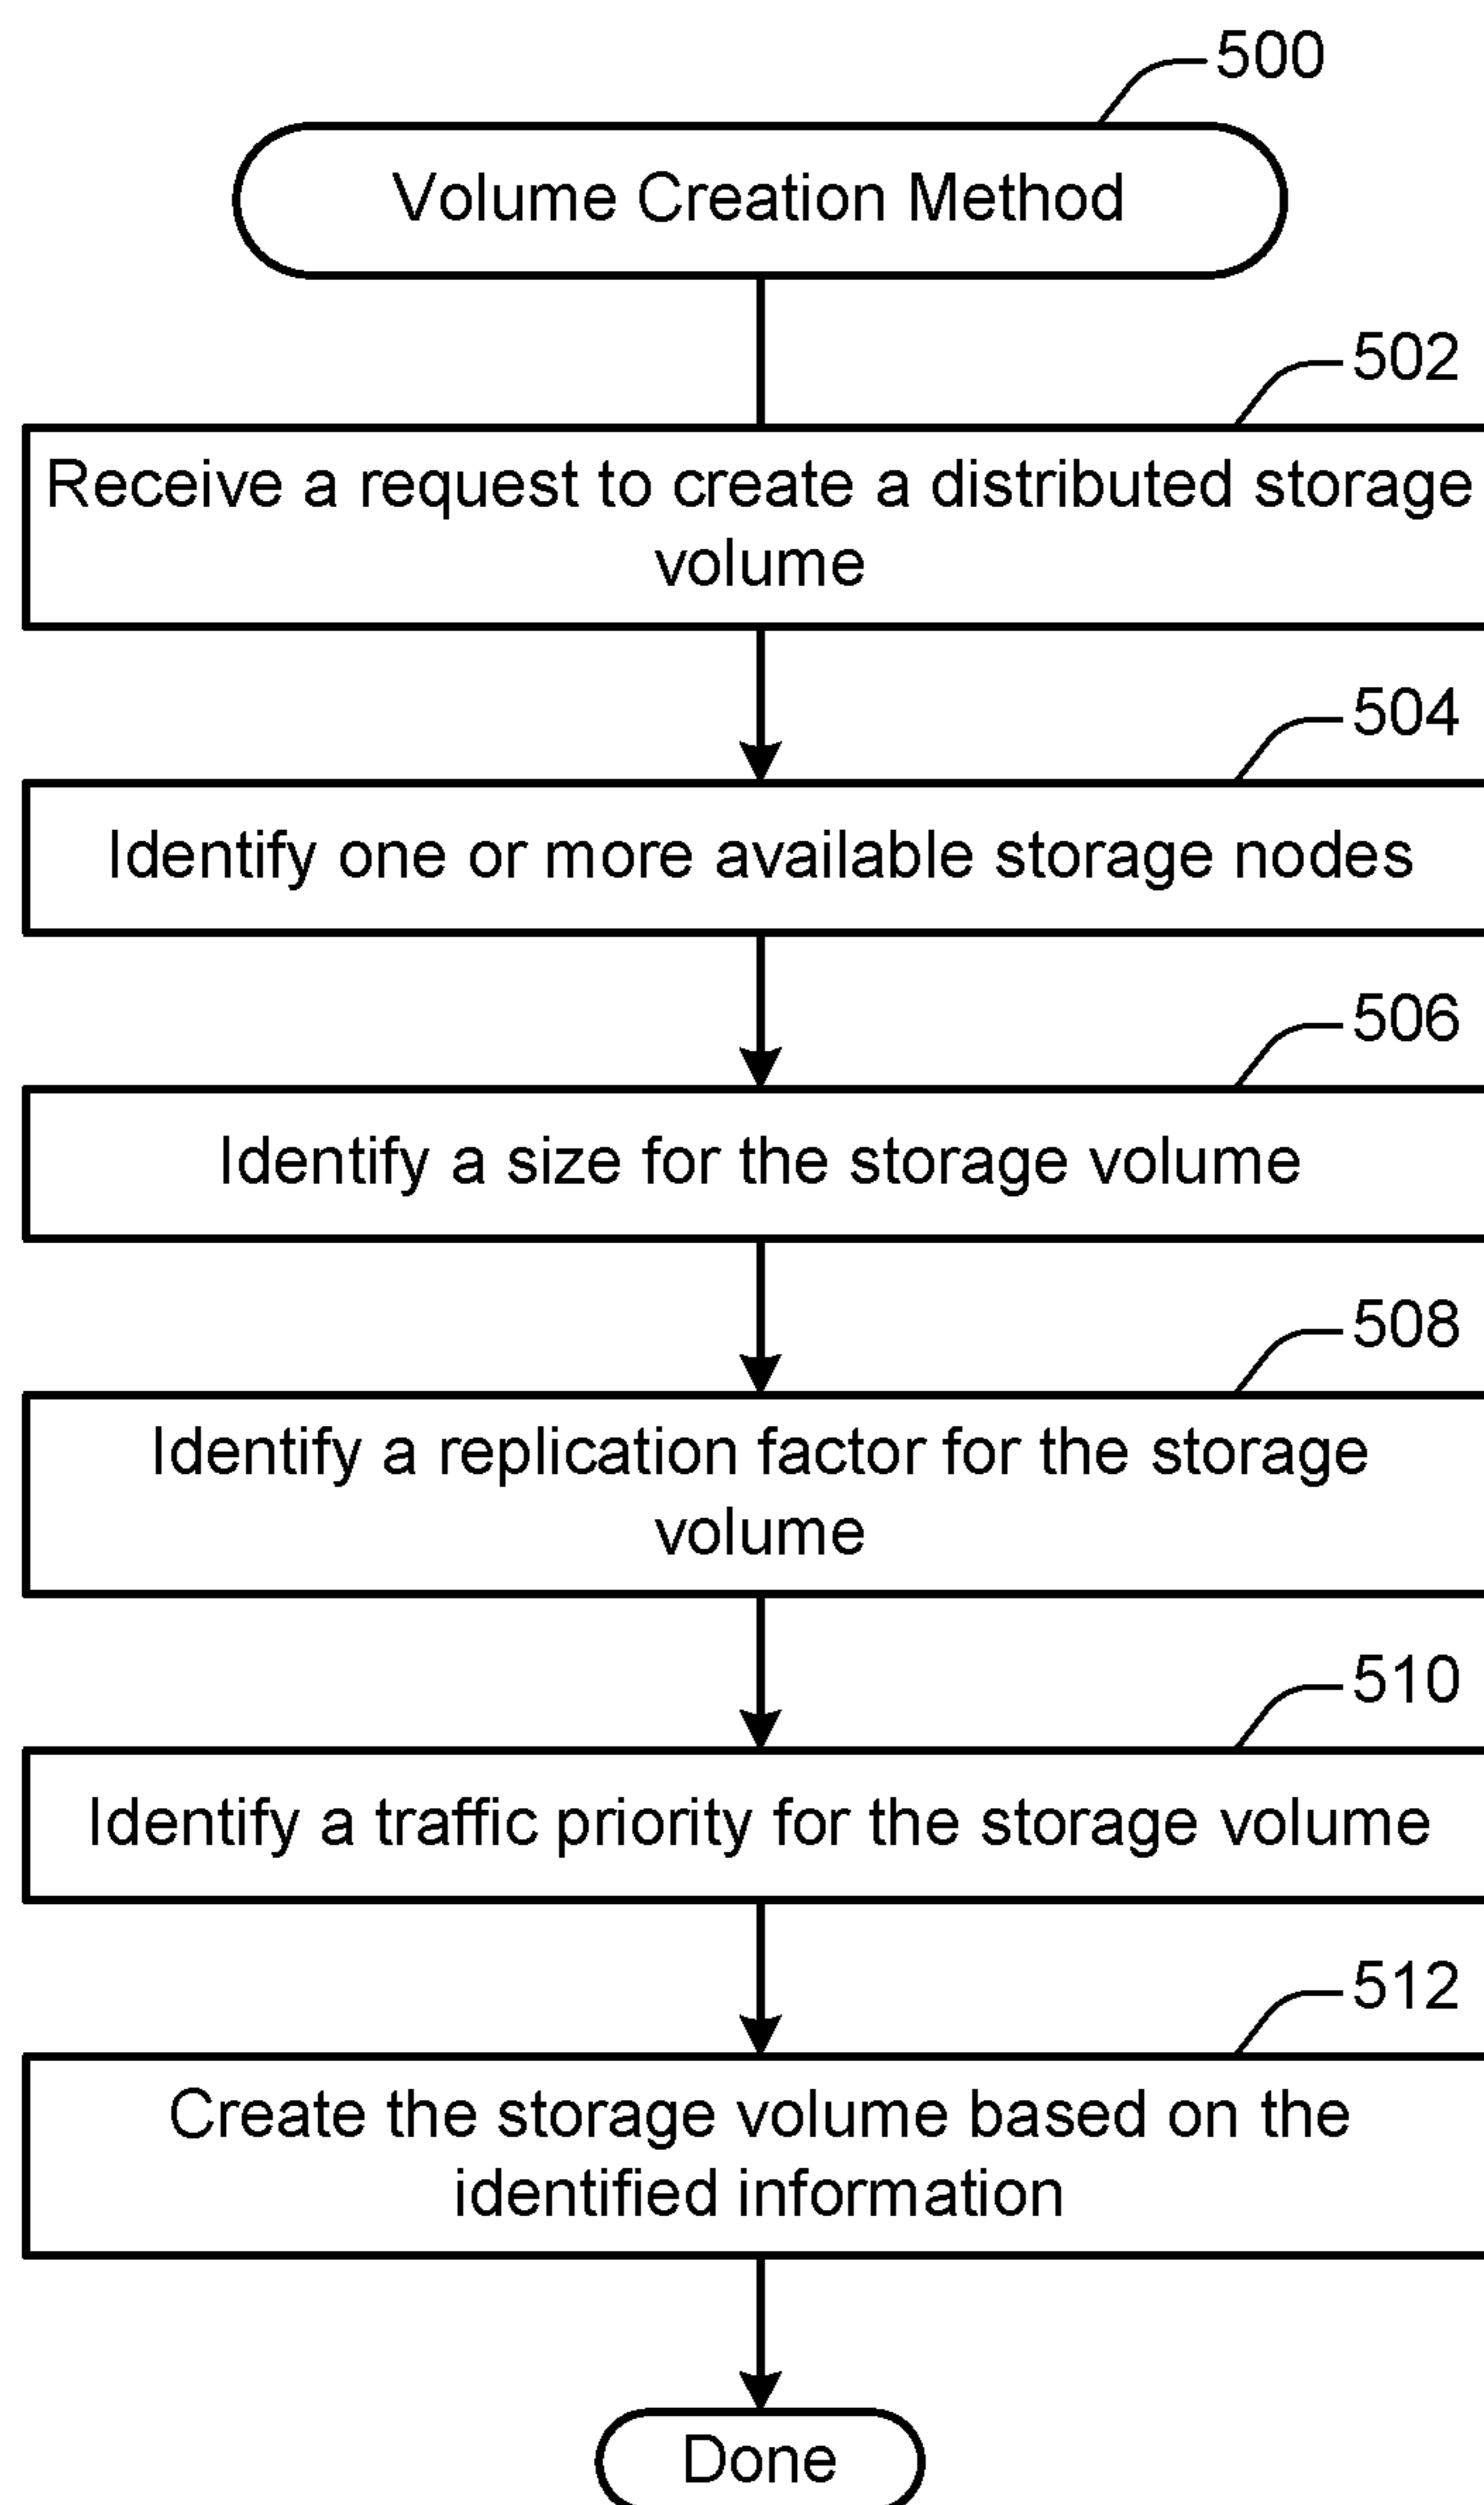 500
Volume Creation Method
502
Receive a request to create a distributed storage
volume
504
Identify one or more available storage nodes
506
Identify a size for the storage volume
508
Identify a replication factor for the storage
volume
510
Identify a traffic priority for the storage volume
512
Create the storage volume based on the
identified information
Done